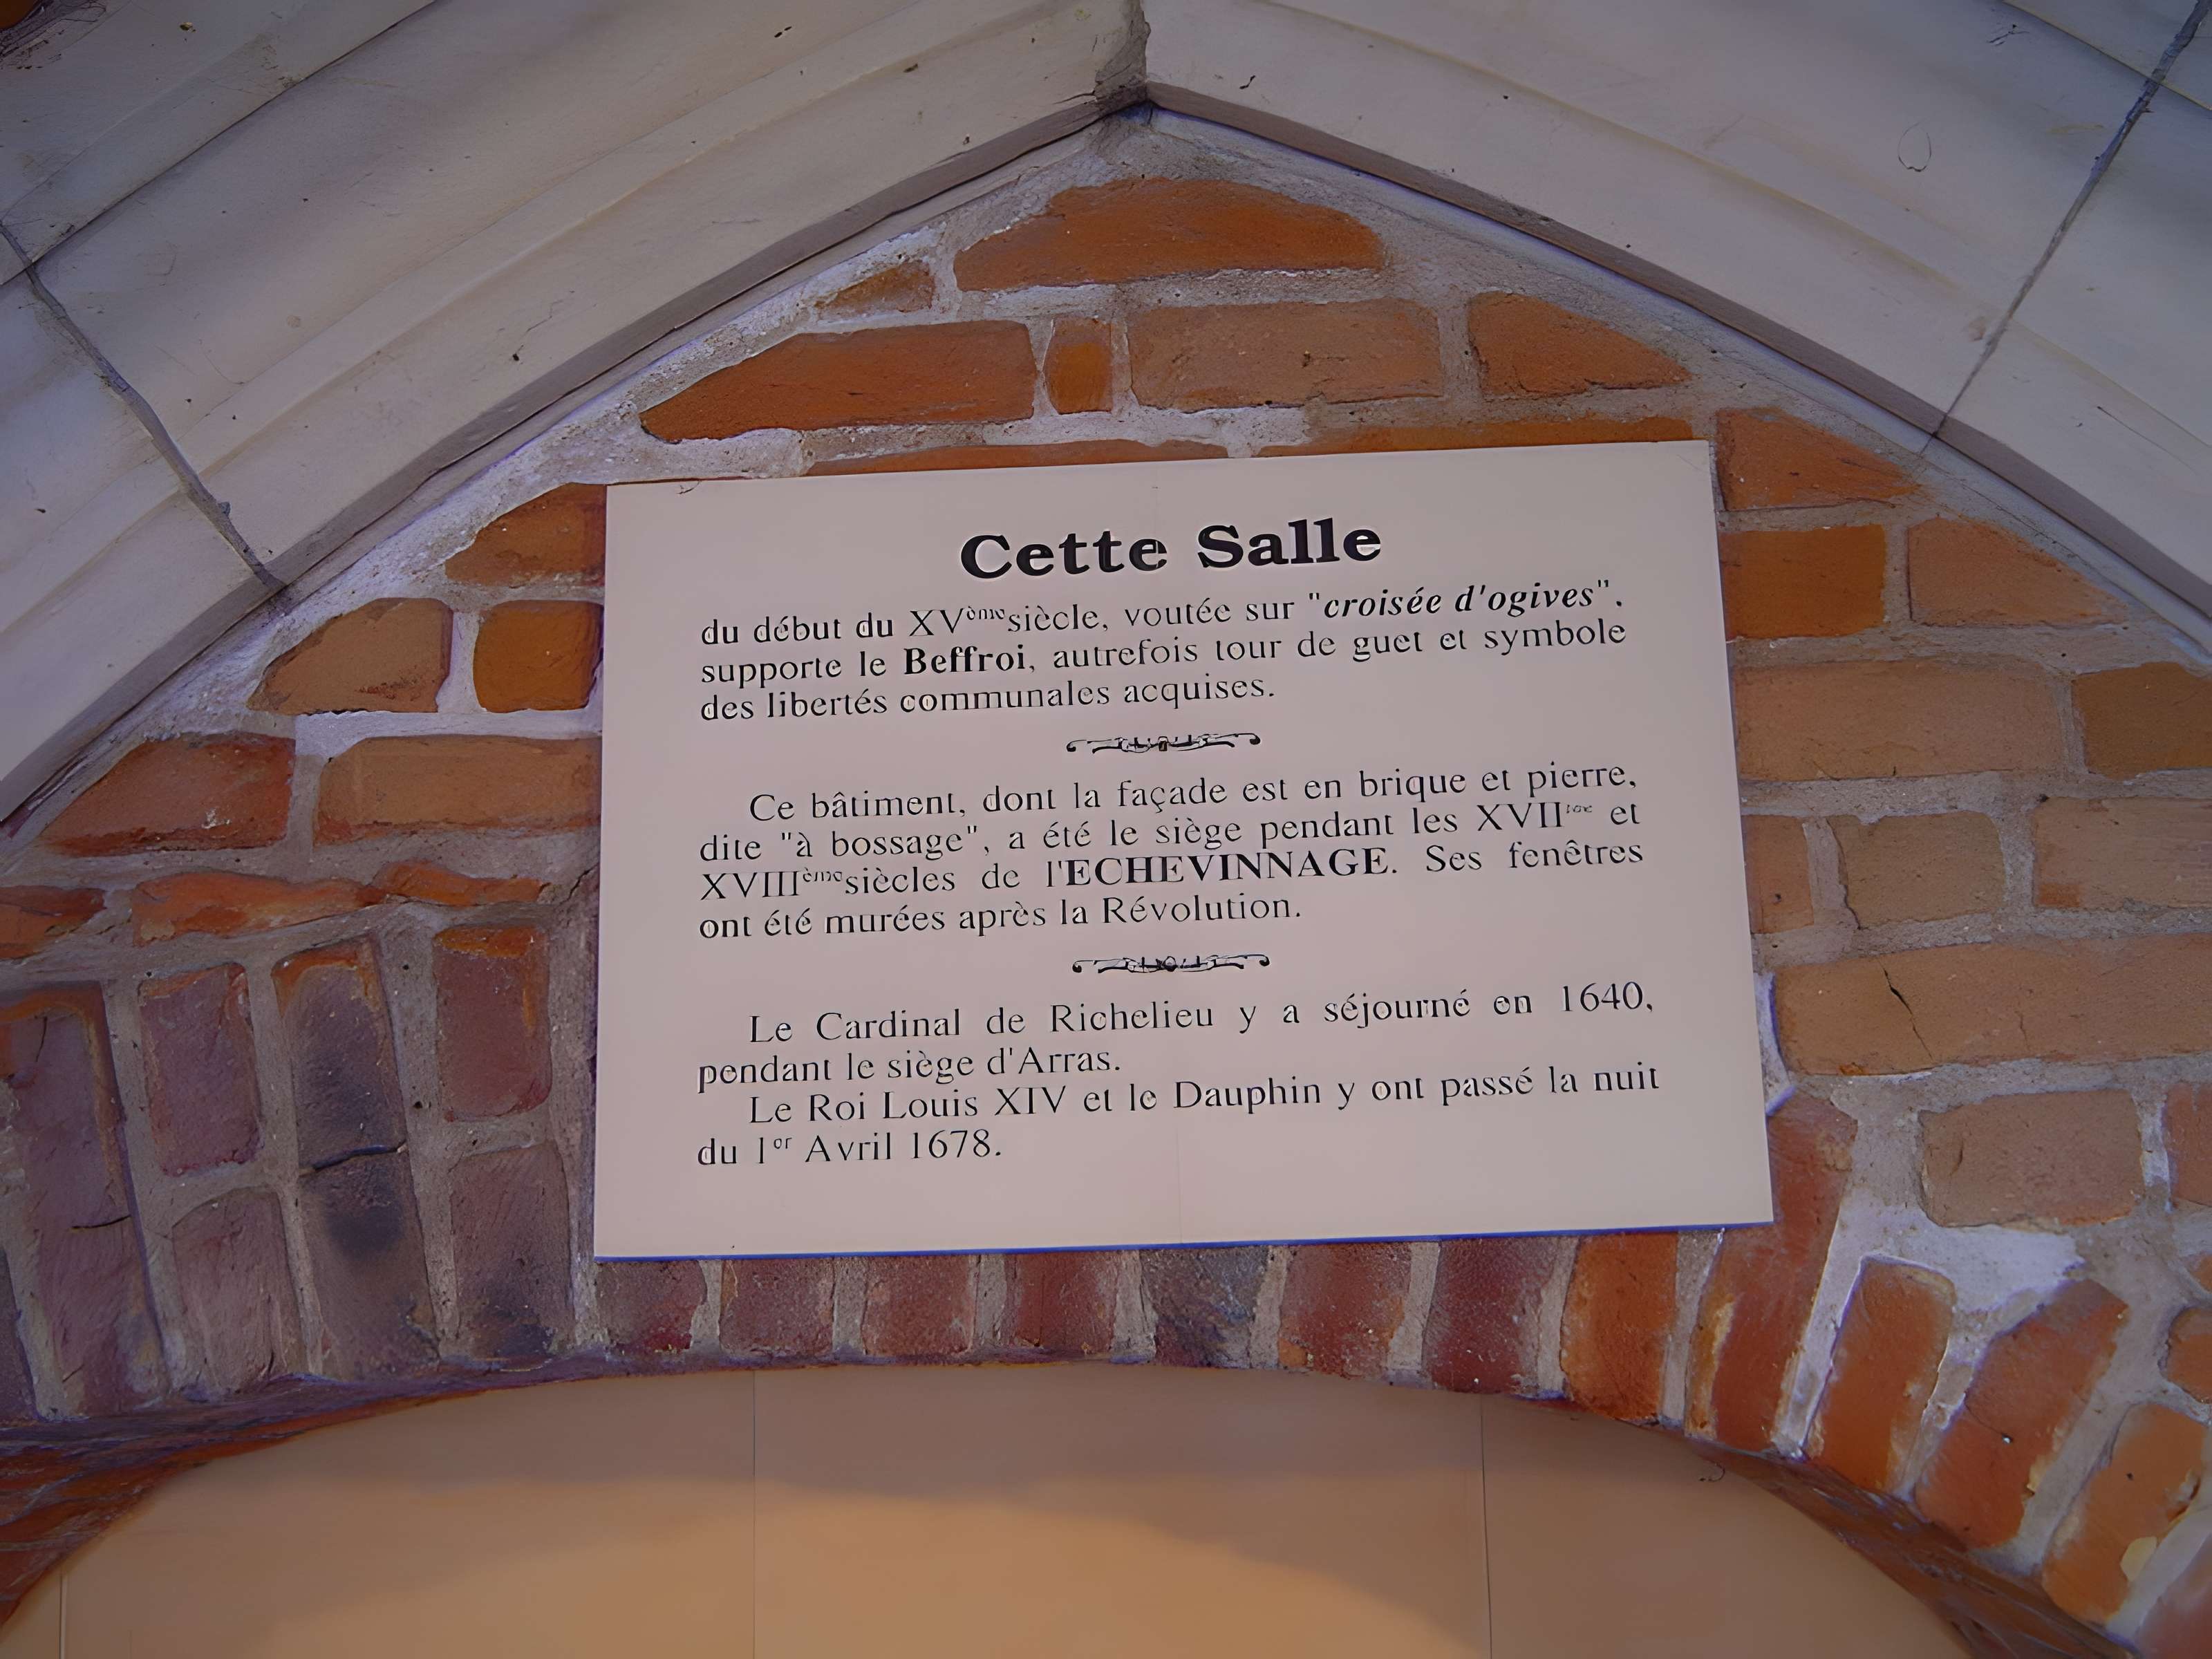 Cette Salle
du début du XVèmesiècle, voutée sur "croisée d'ogives",
supporte le Beffroi, autrefois tour de guet et symbole
des libertés communales acquises.
Ce bâtiment, dont la façade est en brique et pierre,
dite "à bossage", a été le siège pendant les XVIIème et
XVIIIèmesiècles de l'ECHEVINNAGE. Ses fenêtres
ont été murées après la Révolution.
Le Cardinal de Richelieu y a séjourné en 1640,
pendant le siège d'Arras.
Le Roi Louis XIV et le Dauphin y ont passé la nuit
du 1er Avril 1678.